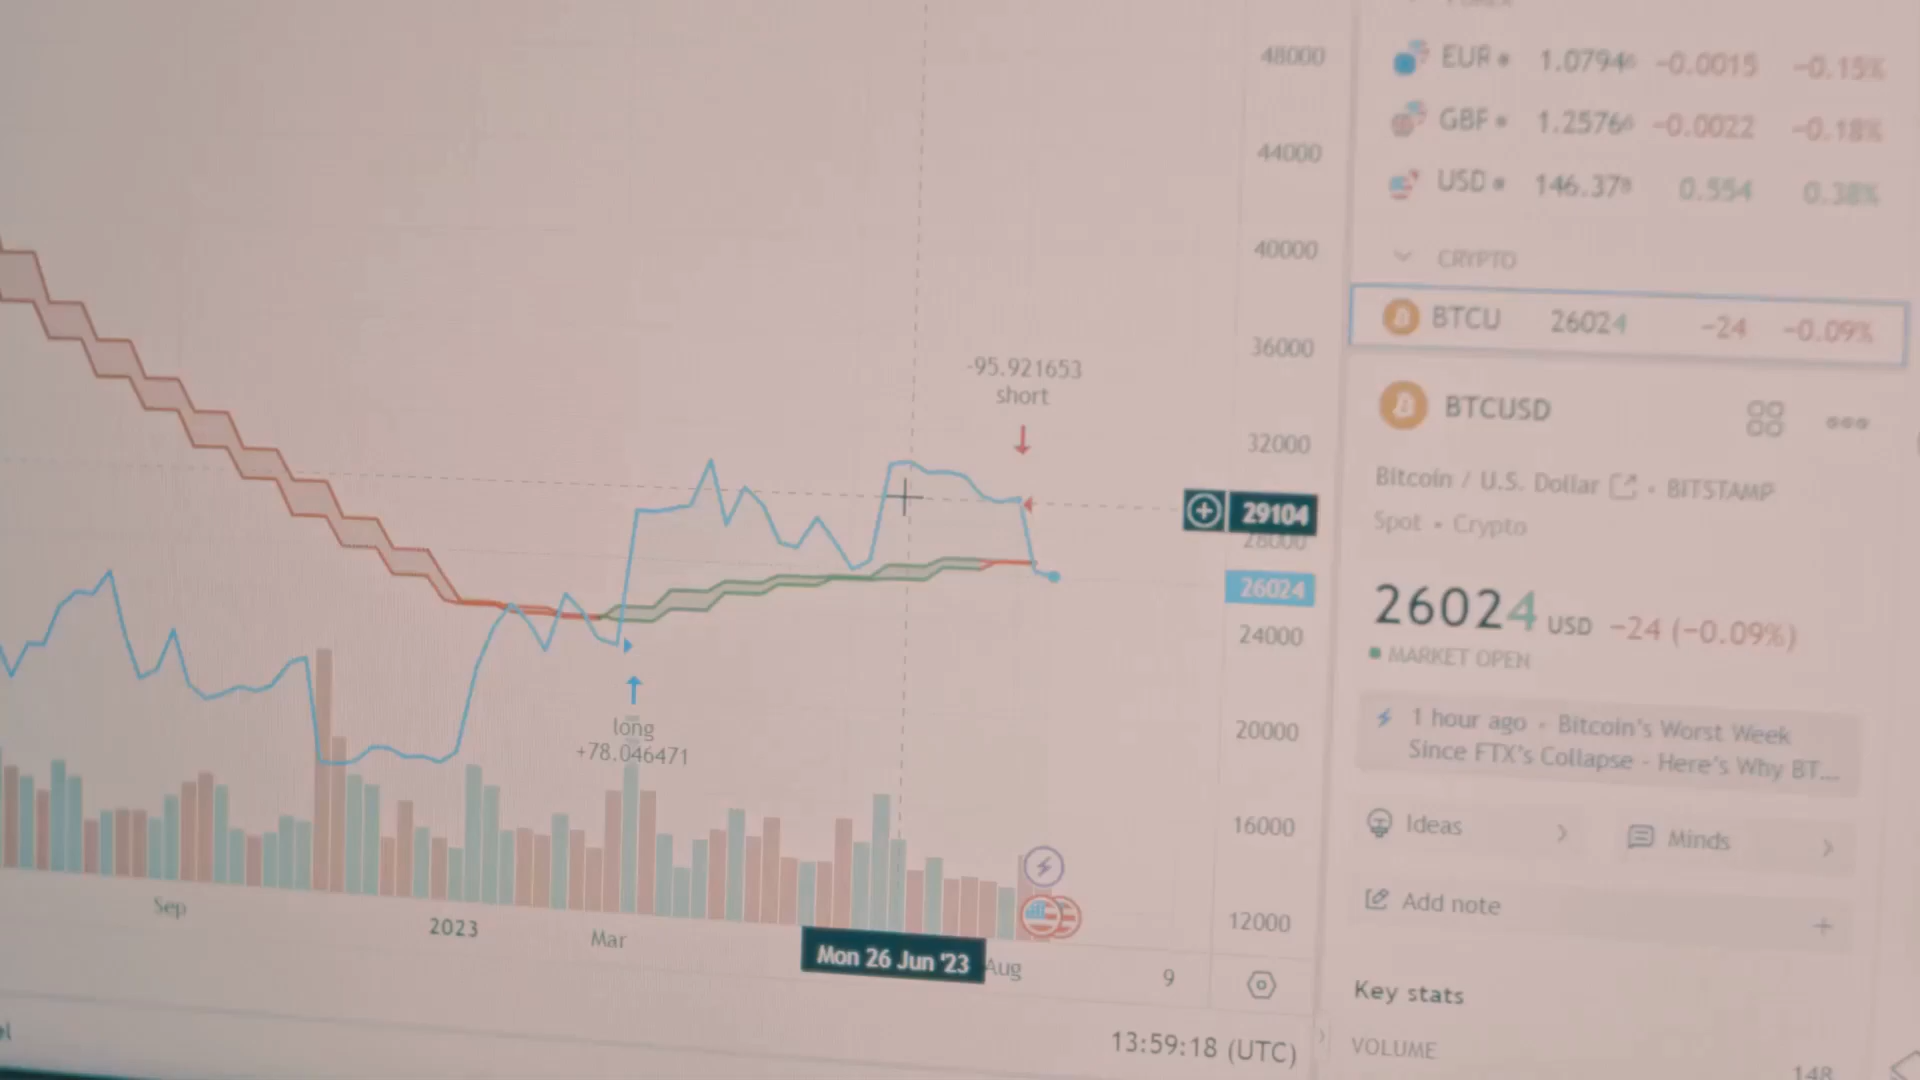 48000
44000
40000
36000
32000
29104
28000
26024
24000
20000
16000
12000
-95.921653
short
long
+78.046471
Sep
2023
Mar
Mon 26 Jun '23
Aug
9
13:59:18 (UTC)
EUR 1.0794 −0.0015 −0.15%
GBP 1.2576 −0.0022 −0.18%
USD 146.37 0.554 0.38%
CRYPTO
BTCU 26024 −24 −0.09%
BTCUSD
Bitcoin / U.S. Dollar • BITSTAMP
Spot • Crypto
26024 USD −24 (−0.09%)
MARKET OPEN
1 hour ago • Bitcoin's Worst Week
Since FTX's Collapse - Here's Why BT...
Ideas
Minds
Add note
Key stats
VOLUME
148